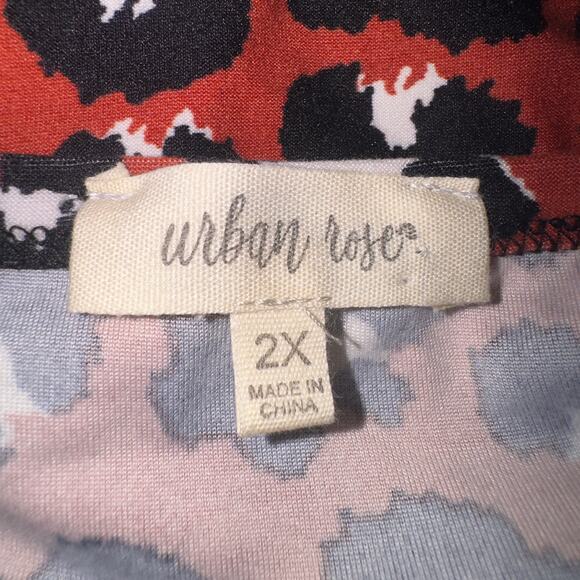 urban rose
2X
MADE IN
CHINA